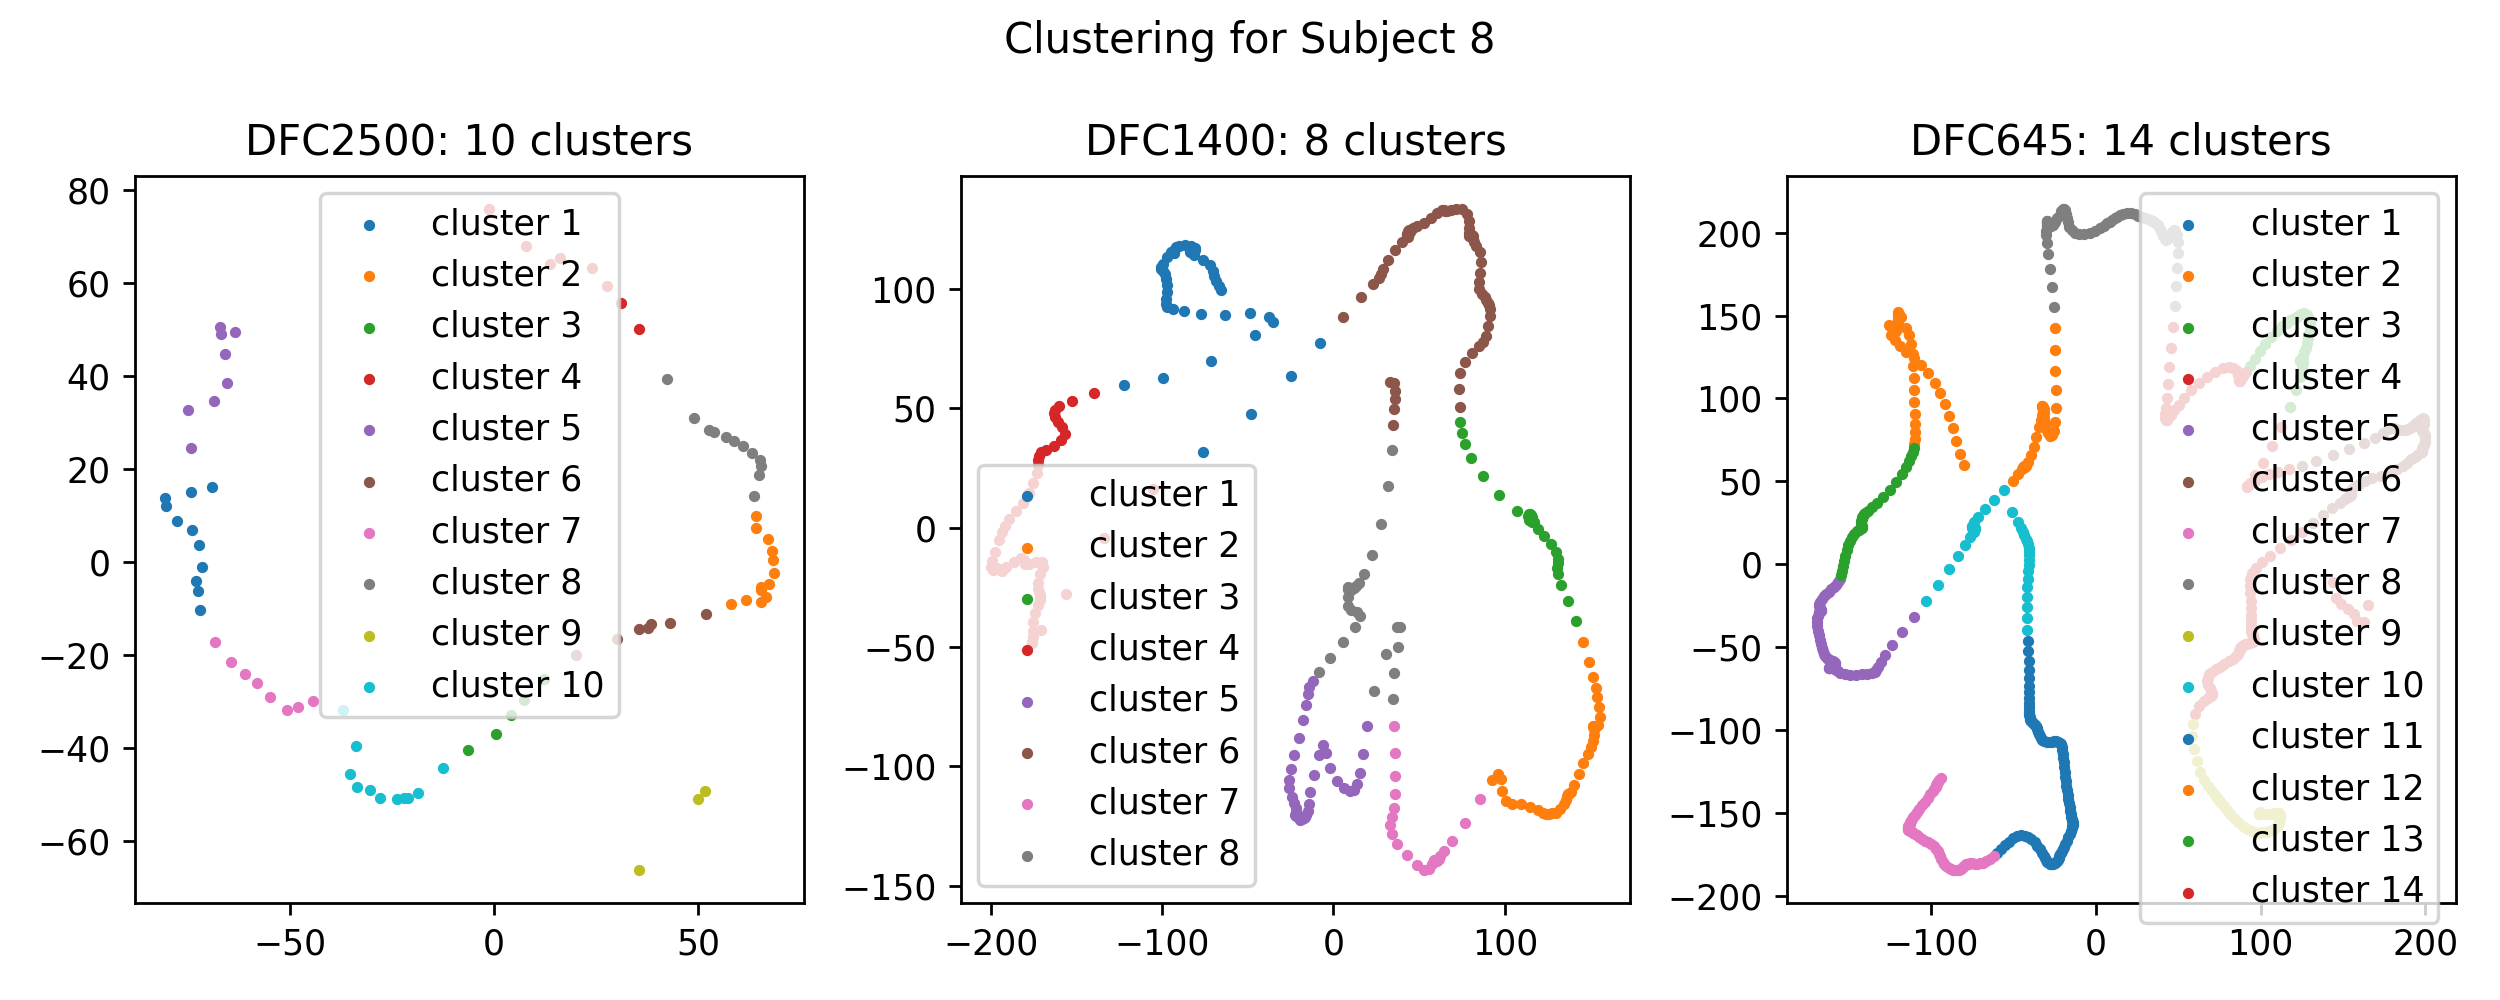 Clustering for Subject 8
DFC2500: 10 clusters
80
60
40
20
0
−20
−40
−60
−50
0
50
cluster 1
cluster 2
cluster 3
cluster 4
cluster 5
cluster 6
cluster 7
cluster 8
cluster 9
cluster 10
DFC1400: 8 clusters
100
50
0
−50
−100
−150
−200
−100
0
100
cluster 1
cluster 2
cluster 3
cluster 4
cluster 5
cluster 6
cluster 7
cluster 8
DFC645: 14 clusters
200
150
100
50
0
−50
−100
−150
−200
−100
0
100
200
cluster 1
cluster 2
cluster 3
cluster 4
cluster 5
cluster 6
cluster 7
cluster 8
cluster 9
cluster 10
cluster 11
cluster 12
cluster 13
cluster 14